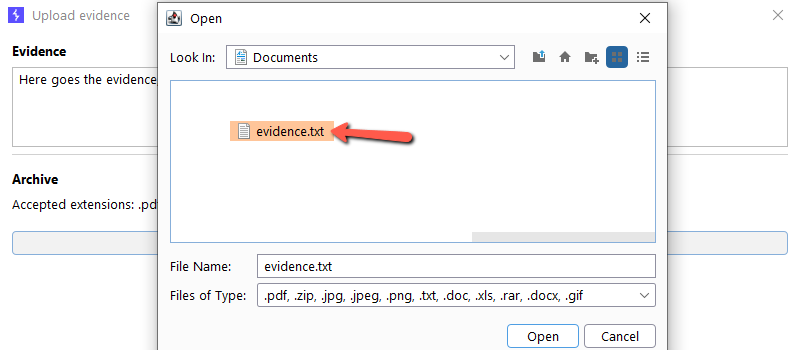 Upload evidence
Evidence
Here goes the evidence
Archive
Accepted extensions: .pd
Open
Look In: Documents
evidence.txt
File Name: evidence.txt
Files of Type: .pdf, .zip, .jpg, .jpeg, .png, .txt, .doc, .xls, .rar, .docx, .gif
Open Cancel